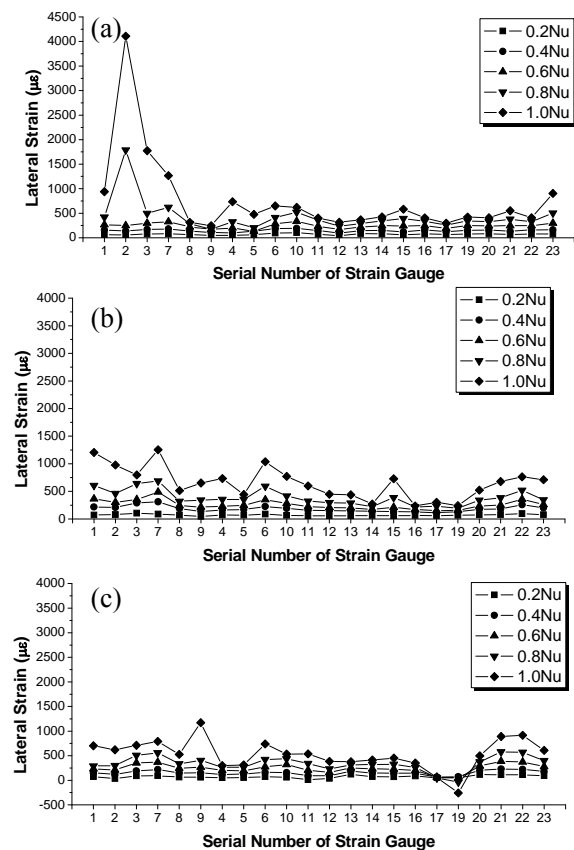 (a)
4500
4000
3500
3000
2500
2000
1500
1000
500
0
Lateral Strain (με)
0.2Nu
0.4Nu
0.6Nu
0.8Nu
1.0Nu
1 2 3 7 8 9 4 5 6 10 11 12 13 14 15 16 17 19 20 21 22 23
Serial Number of Strain Gauge
(b)
4000
3500
3000
2500
2000
1500
1000
500
0
Lateral Strain (με)
0.2Nu
0.4Nu
0.6Nu
0.8Nu
1.0Nu
1 2 3 7 8 9 4 5 6 10 11 12 13 14 15 16 17 19 20 21 22 23
Serial Number of Strain Gauge
(c)
4000
3500
3000
2500
2000
1500
1000
500
0
-500
Lateral Strain (με)
0.2Nu
0.4Nu
0.6Nu
0.8Nu
1.0Nu
1 2 3 7 8 9 4 5 6 10 11 12 13 14 15 16 17 19 20 21 22 23
Serial Number of Strain Gauge